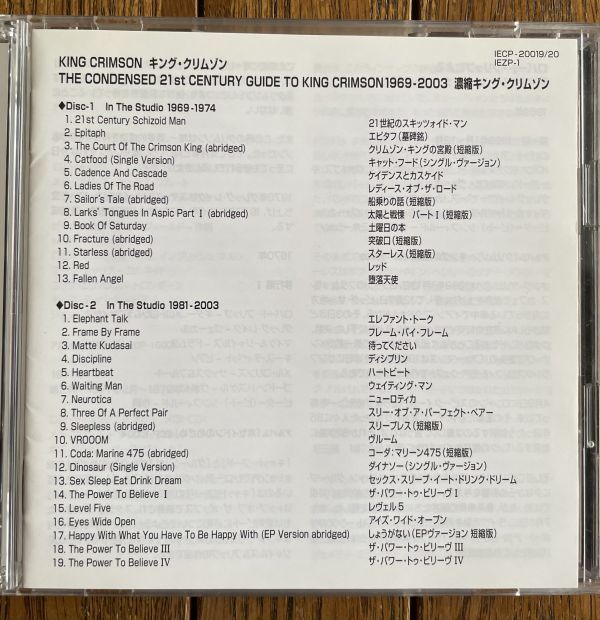 KING CRIMSON キング・クリムゾン
IECP-20019/20
IEZP-1
THE CONDENSED 21st CENTURY GUIDE TO KING CRIMSON 1969-2003 濃縮キング・クリムゾン
◆Disc-1 In The Studio 1969-1974
1. 21st Century Schizoid Man 21世紀のスキッツォイド・マン
2. Epitaph エピタフ(墓碑銘)
3. The Court Of The Crimson King (abridged) クリムゾン・キングの宮殿(短縮版)
4. Catfood (Single Version) キャット・フード(シングル・ヴァージョン)
5. Cadence And Cascade ケイデンスとカスケイド
6. Ladies Of The Road レディース・オブ・ザ・ロード
7. Sailor's Tale (abridged) 船乗りの話(短縮版)
8. Larks' Tongues In Aspic Part Ⅰ (abridged) 太陽と戦慄 パートⅠ(短縮版)
9. Book Of Saturday 土曜日の本
10. Fracture (abridged) 突破口(短縮版)
11. Starless (abridged) スターレス(短縮版)
12. Red レッド
13. Fallen Angel 堕落天使
◆Disc-2 In The Studio 1981-2003
1. Elephant Talk エレファント・トーク
2. Frame By Frame フレーム・バイ・フレーム
3. Matte Kudasai 待ってください
4. Discipline ディシプリン
5. Heartbeat ハートビート
6. Waiting Man ウェイティング・マン
7. Neurotica ニューロティカ
8. Three Of A Perfect Pair スリー・オブ・ア・パーフェクト・ペアー
9. Sleepless (abridged) スリープレス(短縮版)
10. VROOOM ヴルーム
11. Coda: Marine 475 (abridged) コーダ:マリーン475(短縮版)
12. Dinosaur (Single Version) ダイナソー(シングル・ヴァージョン)
13. Sex Sleep Eat Drink Dream セックス・スリープ・イート・ドリンク・ドリーム
14. The Power To Believe Ⅰ ザ・パワー・トゥ・ビリーヴ Ⅰ
15. Level Five レヴェル 5
16. Eyes Wide Open アイズ・ワイド・オープン
17. Happy With What You Have To Be Happy With (EP Version abridged) しょうがない(EPヴァージョン 短縮版)
18. The Power To Believe Ⅲ ザ・パワー・トゥ・ビリーヴ Ⅲ
19. The Power To Believe Ⅳ ザ・パワー・トゥ・ビリーヴ Ⅳ